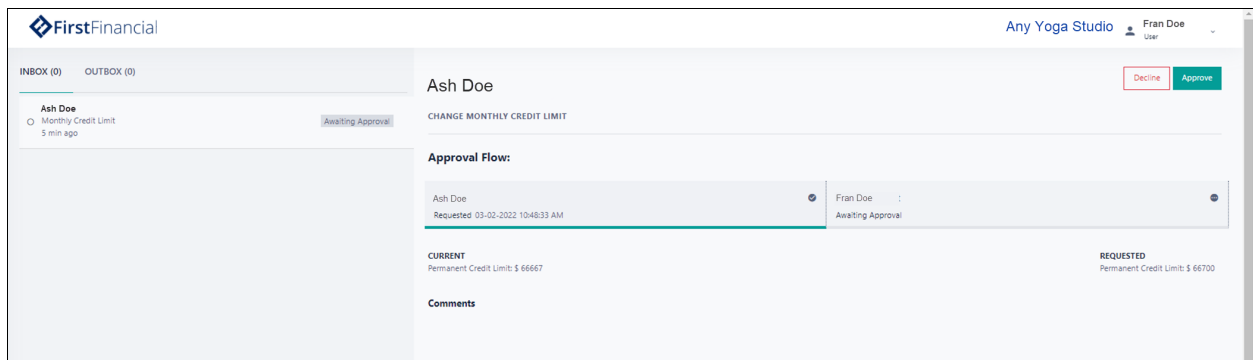 FirstFinancial
Any Yoga Studio
Fran Doe
User
INBOX (0) OUTBOX (0)
Ash Doe
Monthly Credit Limit
Awaiting Approval
5 min ago
Ash Doe
Decline
Approve
CHANGE MONTHLY CREDIT LIMIT
Approval Flow:
Ash Doe
Requested 03-02-2022 10:48:33 AM
Fran Doe :
Awaiting Approval
CURRENT
Permanent Credit Limit: $ 66667
REQUESTED
Permanent Credit Limit: $ 66700
Comments